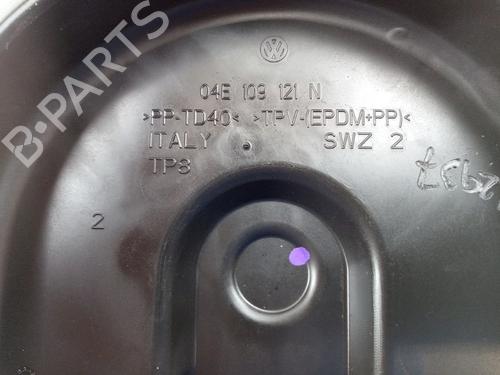 B-PARTS
04E 109 121 N
>PP-TD40< >TPV-(EPDM+PP)<
ITALY SWZ 2
TP8
2